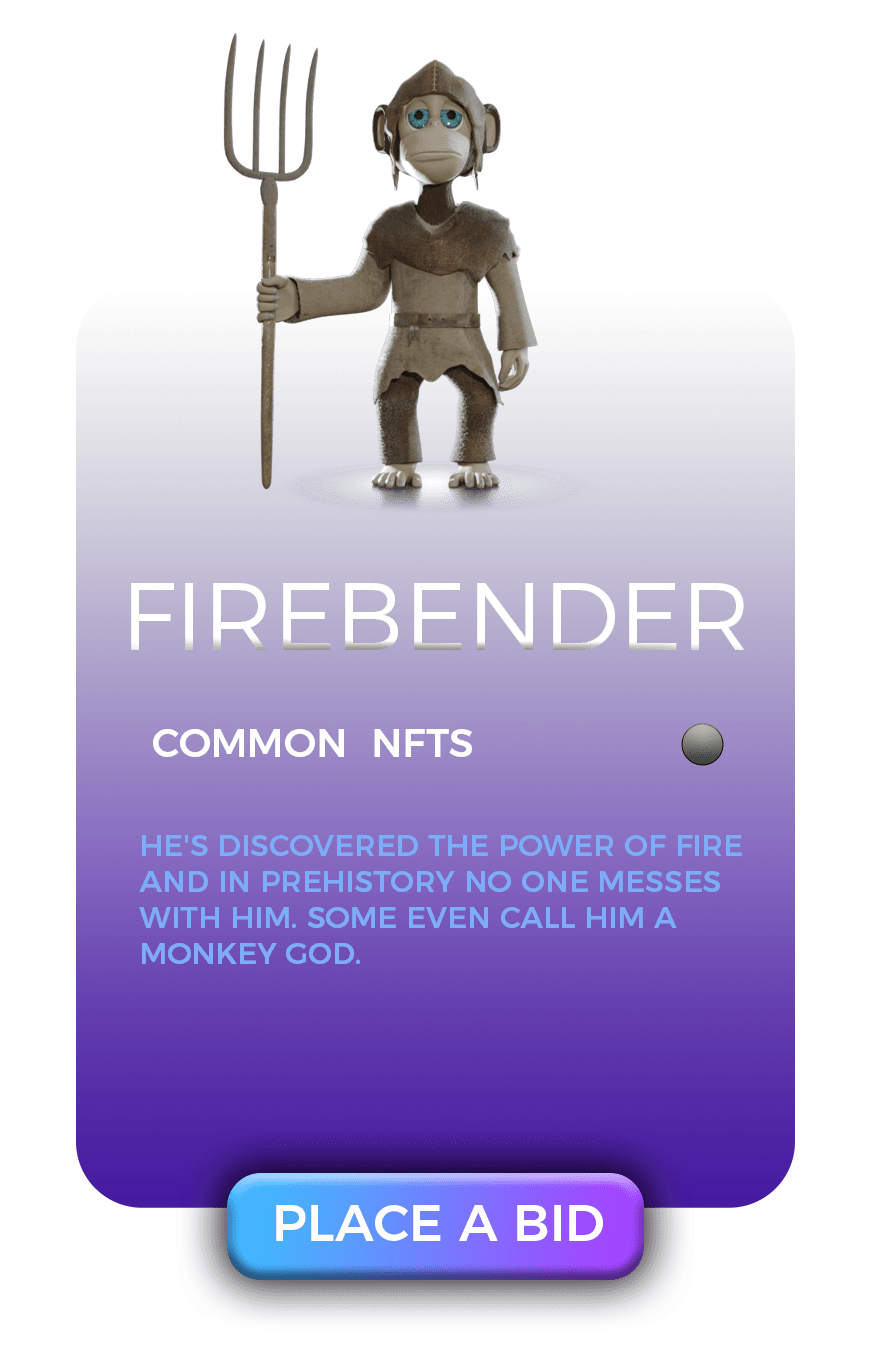 FIREBENDER
COMMON NFTS
HE'S DISCOVERED THE POWER OF FIRE
AND IN PREHISTORY NO ONE MESSES
WITH HIM. SOME EVEN CALL HIM A
MONKEY GOD.
PLACE A BID